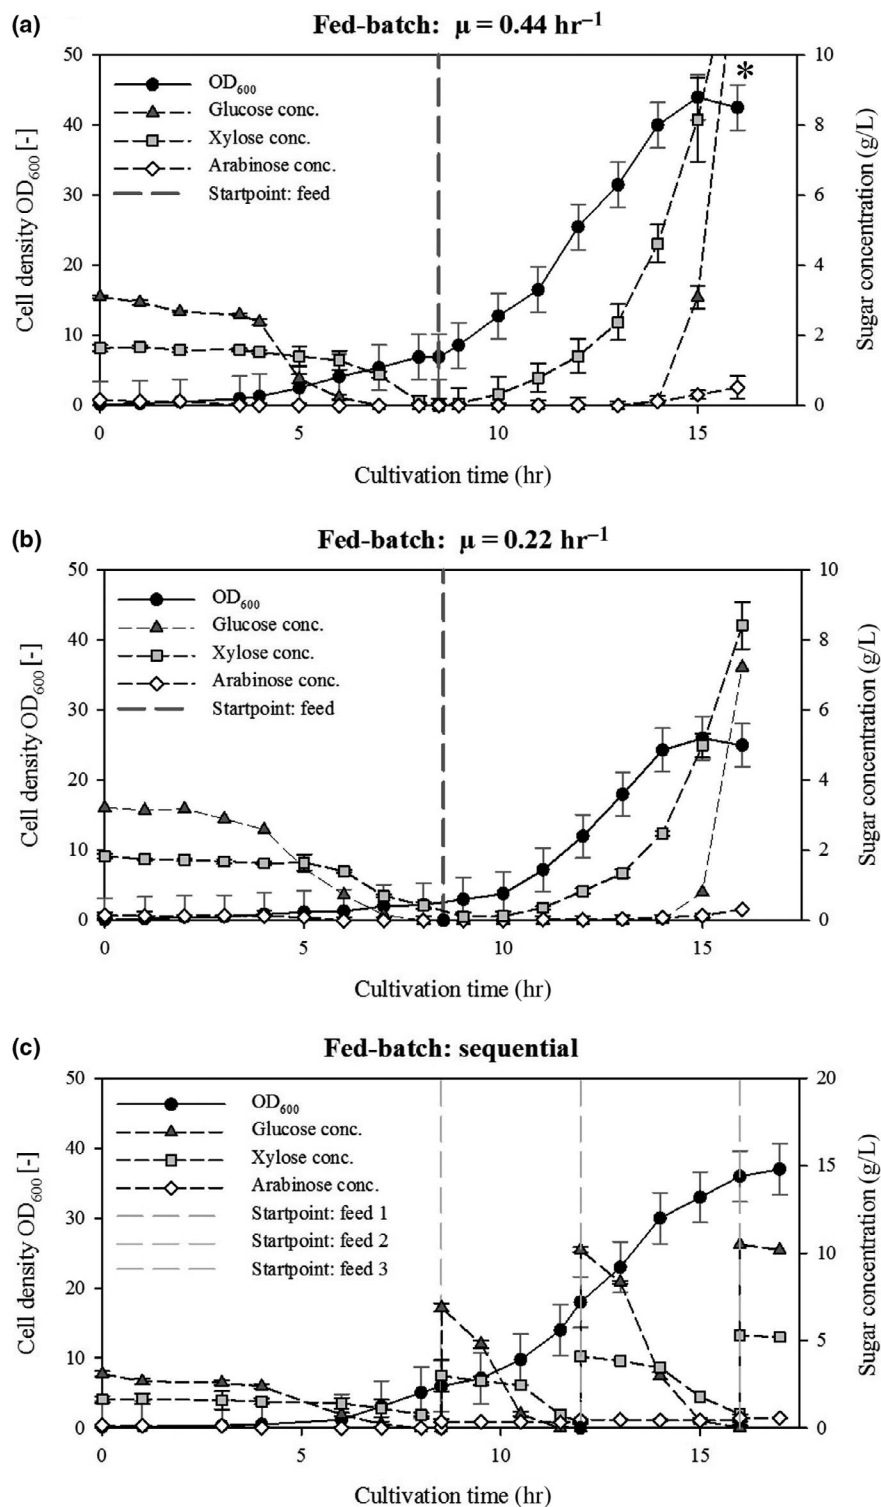 (a)
Fed-batch: μ = 0.44 hr⁻¹
50
40
30
20
10
0
Cell density OD₆₀₀ [-]
OD₆₀₀
Glucose conc.
Xylose conc.
Arabinose conc.
Startpoint: feed
*
10
8
6
4
2
0
Sugar concentration (g/L)
0 5 10 15
Cultivation time (hr)
(b)
Fed-batch: μ = 0.22 hr⁻¹
50
40
30
20
10
0
Cell density OD₆₀₀ [-]
OD₆₀₀
Glucose conc.
Xylose conc.
Arabinose conc.
Startpoint: feed
10
8
6
4
2
0
Sugar concentration (g/L)
0 5 10 15
Cultivation time (hr)
(c)
Fed-batch: sequential
50
40
30
20
10
0
Cell density OD₆₀₀ [-]
OD₆₀₀
Glucose conc.
Xylose conc.
Arabinose conc.
Startpoint: feed 1
Startpoint: feed 2
Startpoint: feed 3
20
15
10
5
0
Sugar concentration (g/L)
0 5 10 15
Cultivation time (hr)